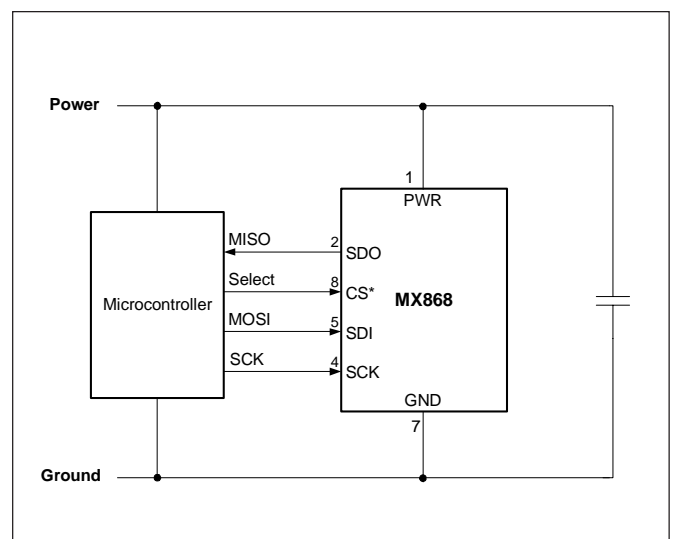 Power
1
PWR
MISO
2
SDO
Select
8
CS*
Microcontroller
MX868
MOSI
5
SDI
SCK
4
SCK
GND
7
Ground